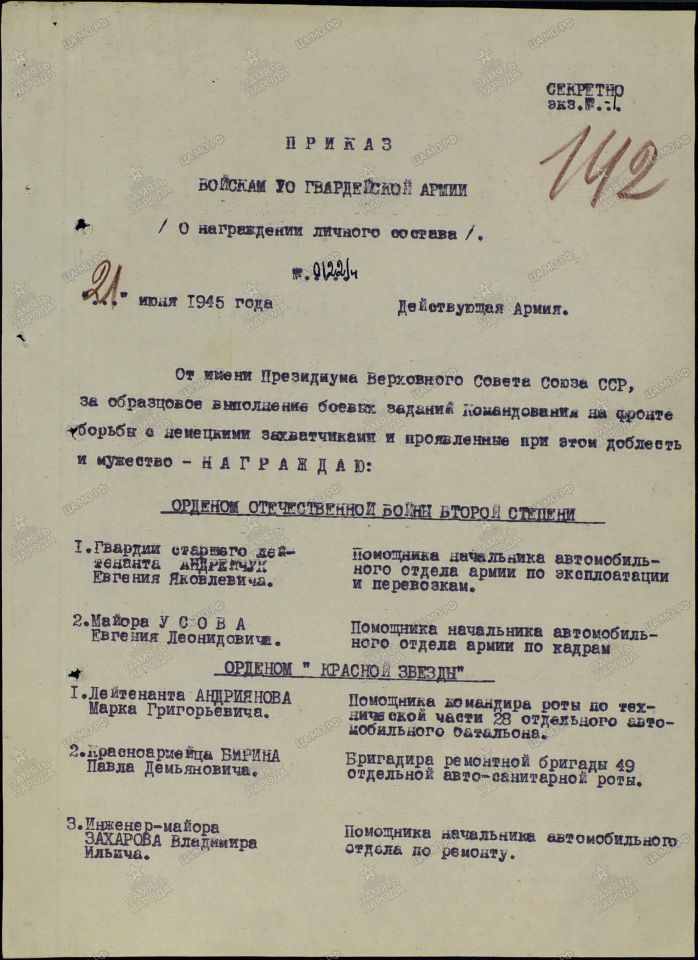 СЕКРЕТНО
экз.№.1.
142
П Р И К А З
ВОЙСКАМ 10 ГВАРДЕЙСКОЙ АРМИИ
/ О награждении личного состава /.
№.0122/н
"21" июня 1945 года Действующая Армия.
От имени Президиума Верховного Совета Союза ССР,
за образцовое выполнение боевых заданий Командования на фронте
борьбы с немецкими захватчиками и проявленные при этом доблесть
и мужество - Н А Г Р А Ж Д А Ю:
ОРДЕНОМ ОТЕЧЕСТВЕННОЙ ВОЙНЫ ВТОРОЙ СТЕПЕНИ
1.Гвардии старшего лей-
тенанта АНДРЕЙЧУК
Евгения Яковлевича.
Помощника начальника автомобиль-
ного отдела армии по эксплоатации
и перевозкам.
2.Майора У С О В А
Евгения Леонидовича.
Помощника начальника автомобиль-
ного отдела армии по кадрам
ОРДЕНОМ " КРАСНОЙ ЗВЕЗДЫ"
1.Лейтенанта АНДРИЯНОВА
Марка Григорьевича.
Помощника командира роты по тех-
нической части 28 отдельного авто-
мобильного батальона.
2.Красноармейца БИРИНА
Павла Демьяновича.
Бригадира ремонтной бригады 49
отдельной авто-санитарной роты.
3.Инженер-майора
ЗАХАРОВА Владимира
Ильича.
Помощника начальника автомобильного
отдела по ремонту.